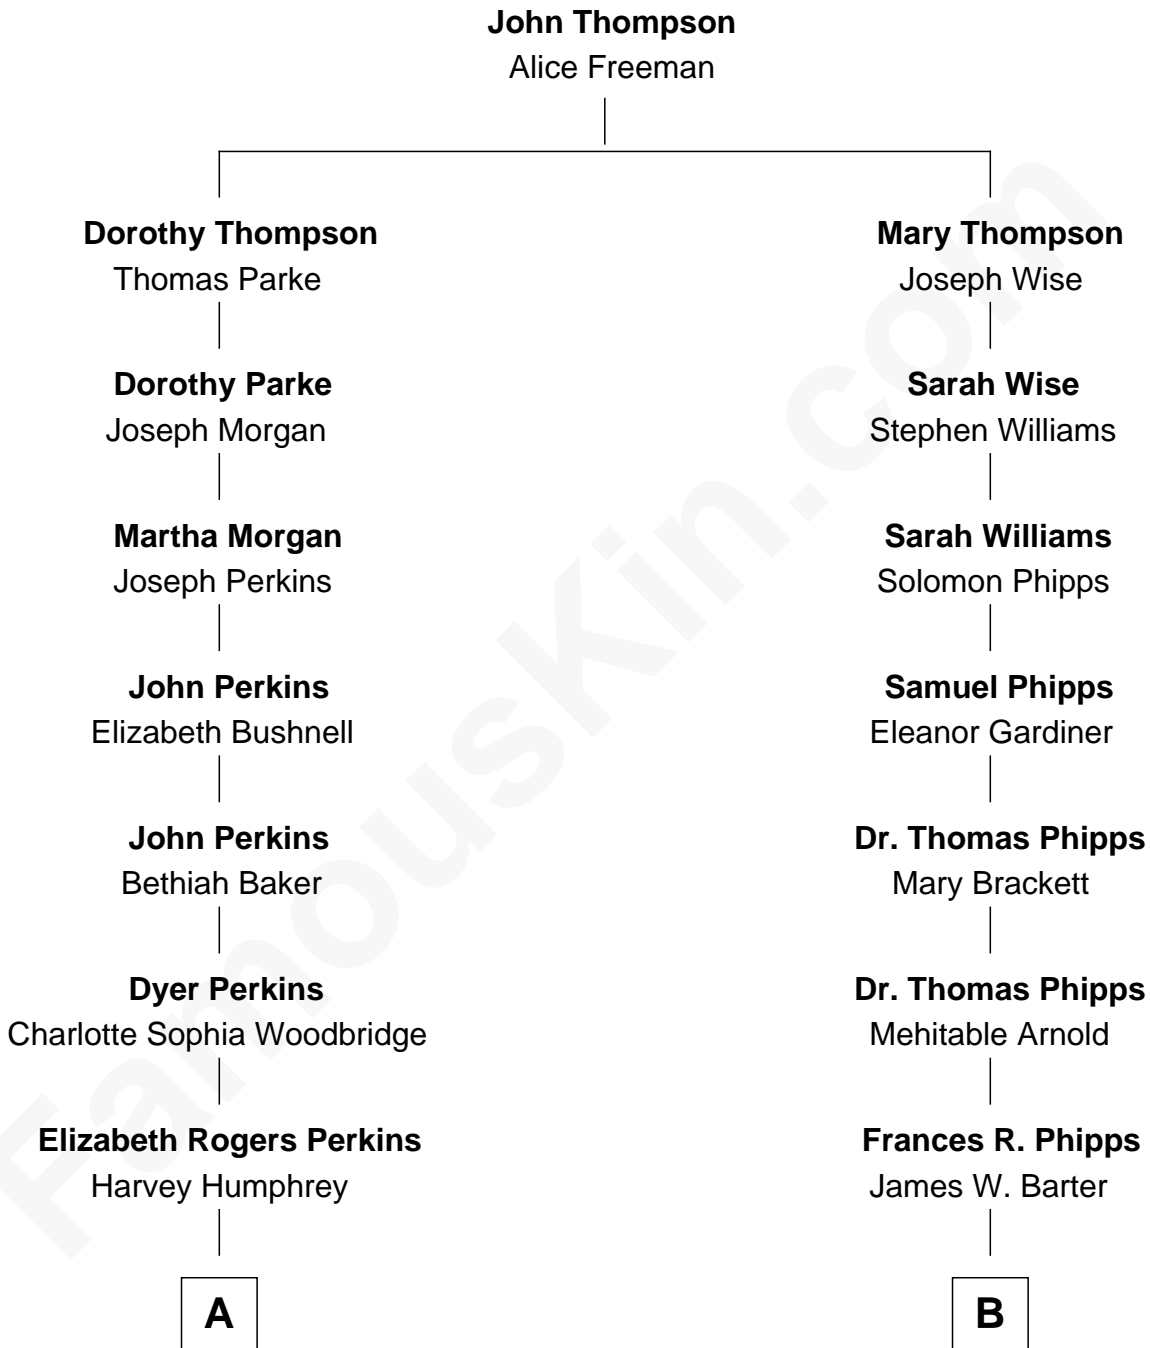 John Thompson
Alice Freeman
Dorothy Thompson
Thomas Parke
Mary Thompson
Joseph Wise
Dorothy Parke
Joseph Morgan
Sarah Wise
Stephen Williams
Martha Morgan
Joseph Perkins
Sarah Williams
Solomon Phipps
John Perkins
Elizabeth Bushnell
Samuel Phipps
Eleanor Gardiner
John Perkins
Bethiah Baker
Dr. Thomas Phipps
Mary Brackett
Dyer Perkins
Charlotte Sophia Woodbridge
Dr. Thomas Phipps
Mehitable Arnold
Elizabeth Rogers Perkins
Harvey Humphrey
Frances R. Phipps
James W. Barter
A
B
FamousKin.com